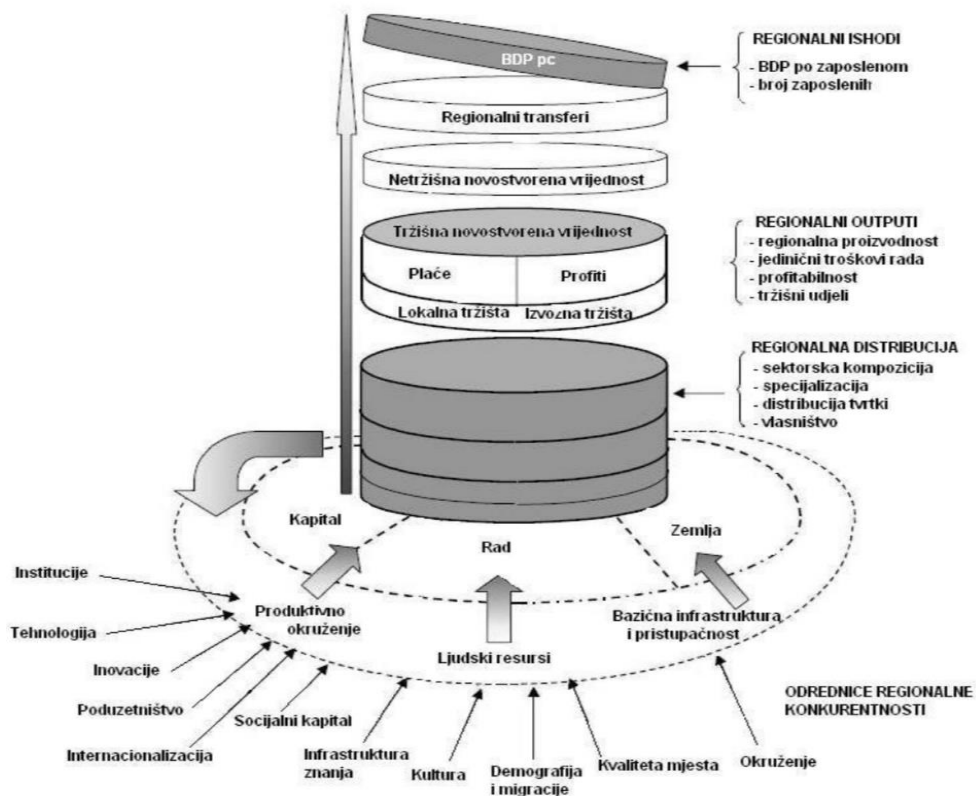 BDP pc
Regionalni transferi
Netržišna novostvorena vrijednost
Tržišna novostvorena vrijednost
Plaće
Profiti
Lokalna tržišta
Izvozna tržišta
REGIONALNI ISHODI
- BDP po zaposlenom
- broj zaposlenih
REGIONALNI OUTPUTI
- regionalna proizvodnost
- jedinični troškovi rada
- profitabilnost
- tržišni udjeli
REGIONALNA DISTRIBUCIJA
- sektorska kompozicija
- specijalizacija
- distribucija tvrtki
- vlasništvo
Kapital
Rad
Zemlja
Produktivno
okruženje
Ljudski resursi
Bazična infrastruktura
i pristupačnost
Institucije
Tehnologija
Inovacije
Poduzetništvo
Internacionalizacija
Socijalni kapital
Infrastruktura
znanja
Kultura
Demografija
i migracije
Kvaliteta mjesta
Okruženje
ODREDNICE REGIONALNE
KONKURENTNOSTI